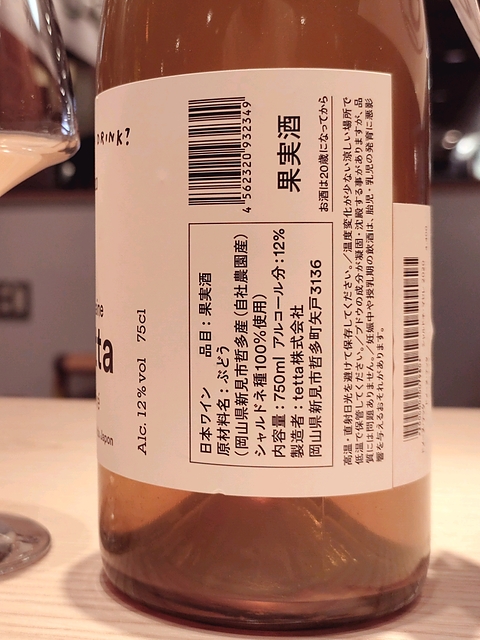 DRINK?
tta
Japon
Alc.12%vol 75cl
日本ワイン 品目：果実酒
原材料名：ぶどう
（岡山県新見市哲多産（自社農園産）
シャルドネ種100%使用）
内容量：750ml アルコール分：12%
製造者：tetta株式会社
岡山県新見市哲多町矢戸3136
4 562320 932349
果実酒
お酒は20歳になってから
高温・直射日光を避けて保存してください。／温度変化が少ない涼しい場所で
低温で保管してください。／ブドウの成分が凝固・沈殿する事がありますが、品
質には問題ありません。／妊娠中や授乳期の飲酒は、胎児・乳児の発育に悪影
響を与えるおそれがあります。